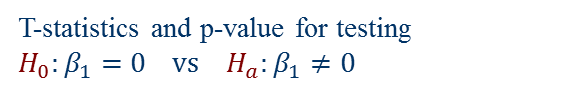 T-statistics and p-value for testing
H₀: β₁ = 0 vs Hₐ: β₁ ≠ 0